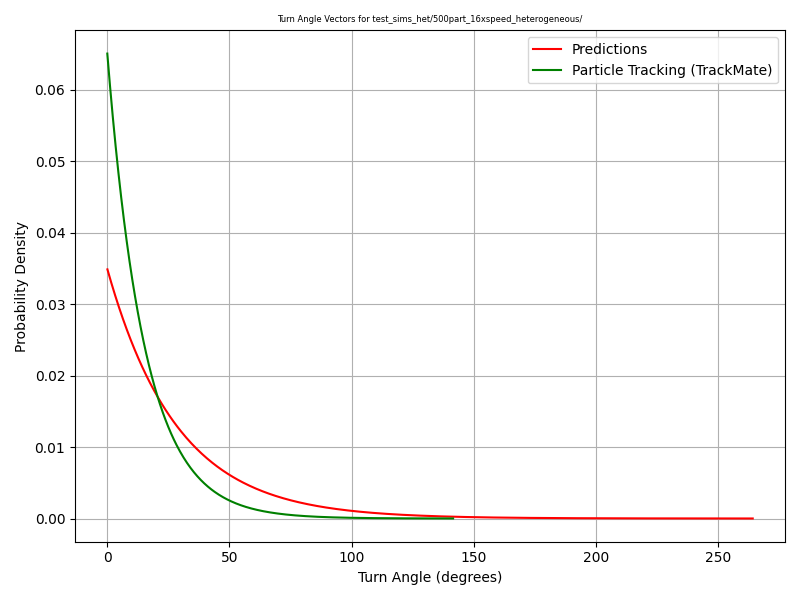 Turn Angle Vectors for test_sims_het/500part_16xspeed_heterogeneous/
Predictions
Particle Tracking (TrackMate)
Probability Density
0.06
0.05
0.04
0.03
0.02
0.01
0.00
0 50 100 150 200 250
Turn Angle (degrees)